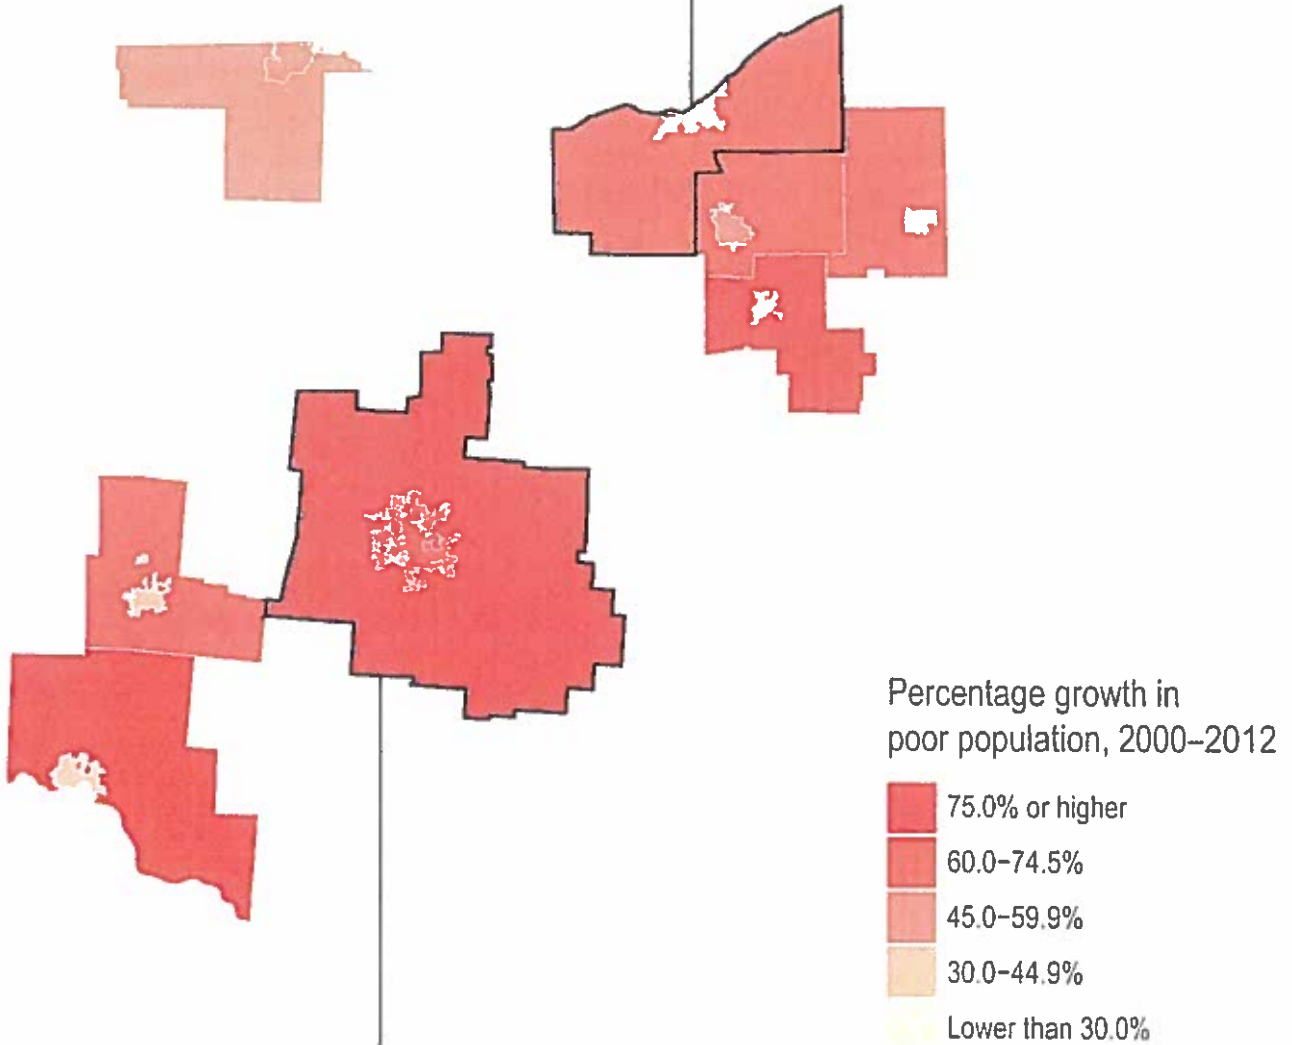 Percentage growth in
poor population, 2000–2012
75.0% or higher
60.0–74.5%
45.0–59.9%
30.0–44.9%
Lower than 30.0%